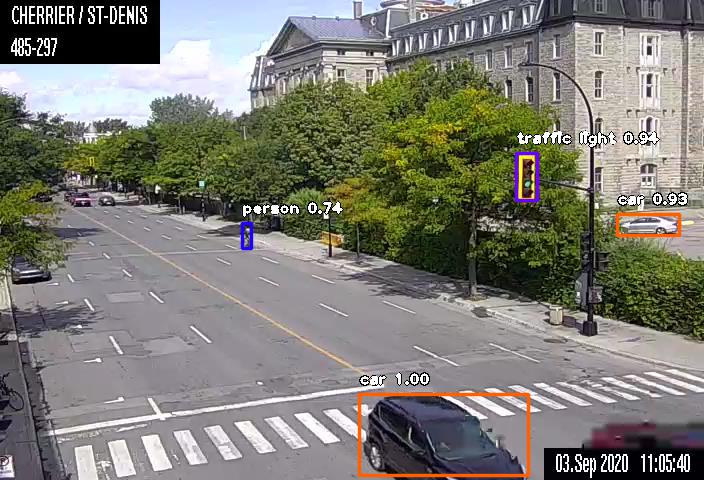 CHERRIER / ST-DENIS
485-297
traffic light 0.94
car 0.93
person 0.74
car 1.00
03.Sep 2020 11:05:40